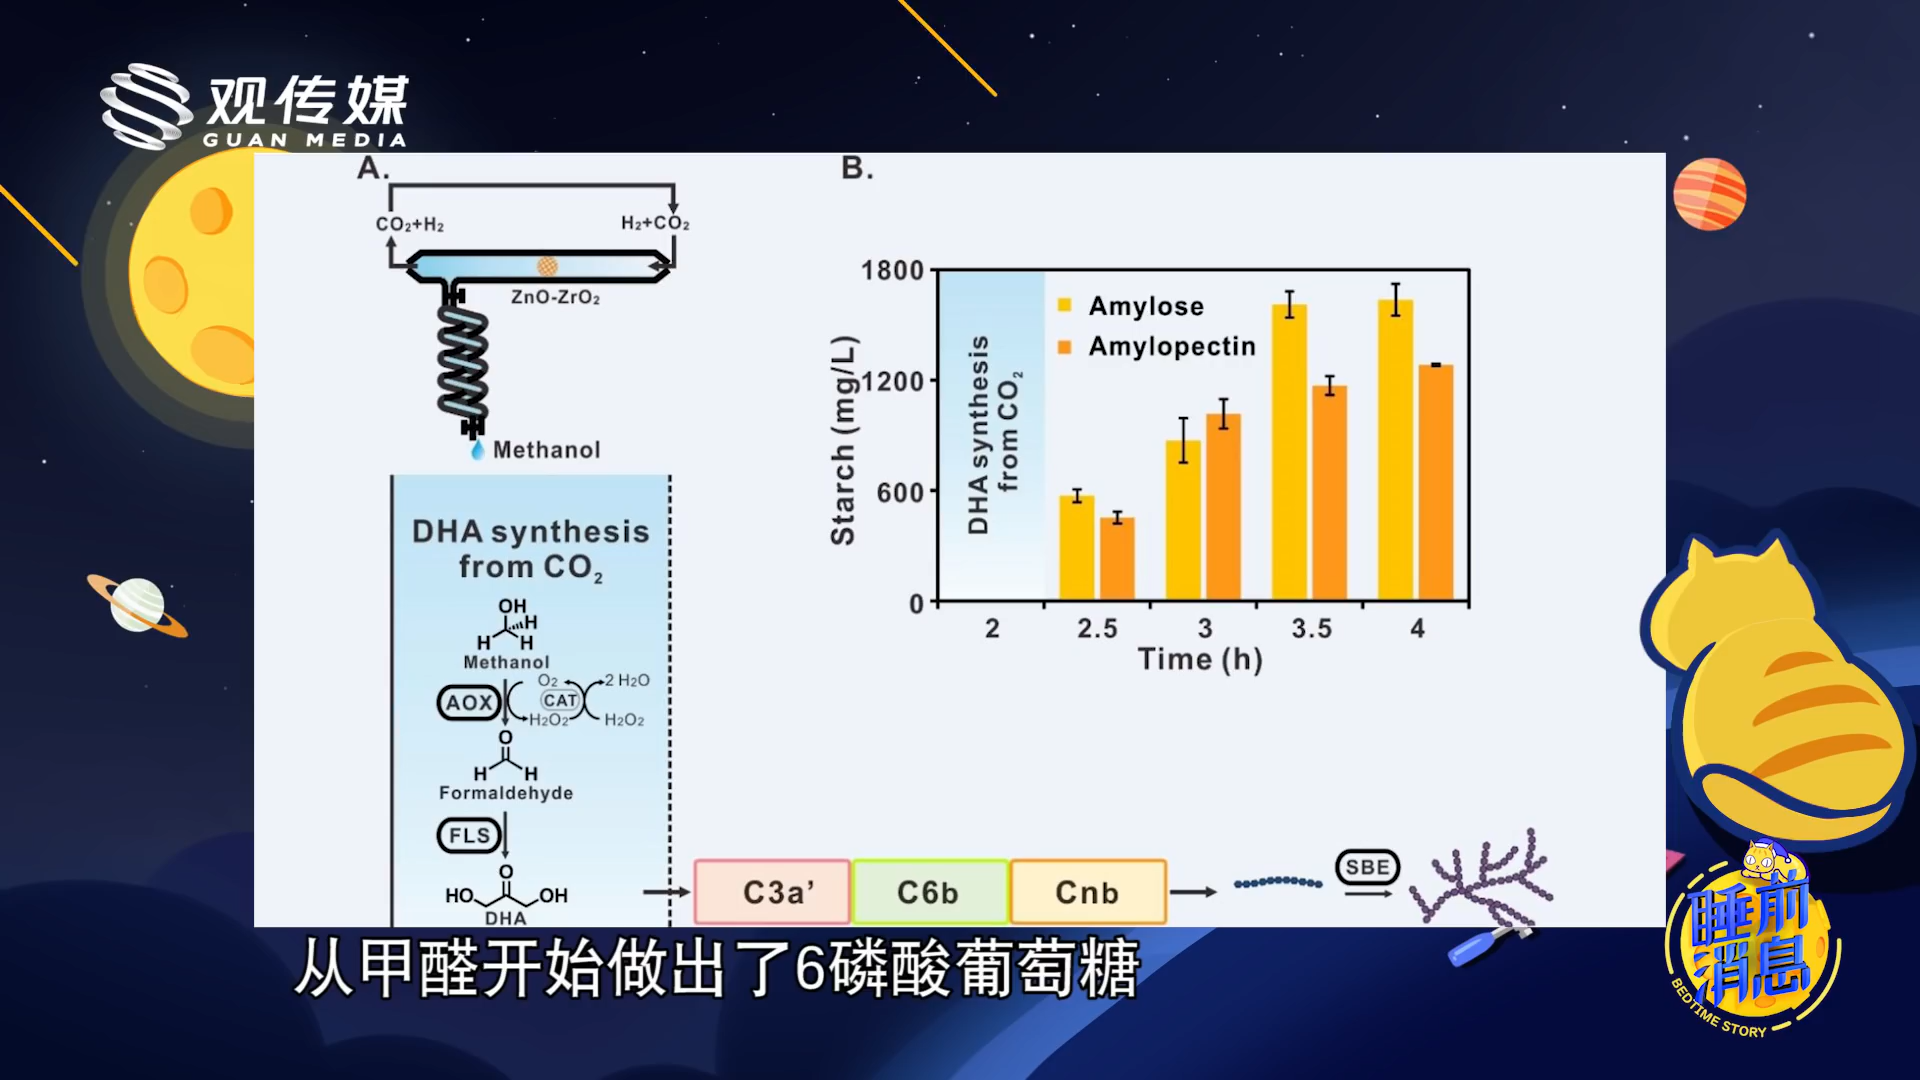 观传媒
GUAN MEDIA
A.
CO₂+H₂
H₂+CO₂
ZnO-ZrO₂
Methanol
DHA synthesis
from CO₂
OH
H
H H
Methanol
AOX
O₂
2 H₂O
CAT
H₂O₂
H₂O₂
O
H H
Formaldehyde
FLS
O
HO OH
DHA
C3a’
C6b
Cnb
SBE
B.
Starch (mg/L)
1800
1200
600
0
DHA synthesis
from CO₂
Amylose
Amylopectin
2 2.5 3 3.5 4
Time (h)
从甲醛开始做出了6磷酸葡萄糖
睡前
消息
BEDTIME STORY